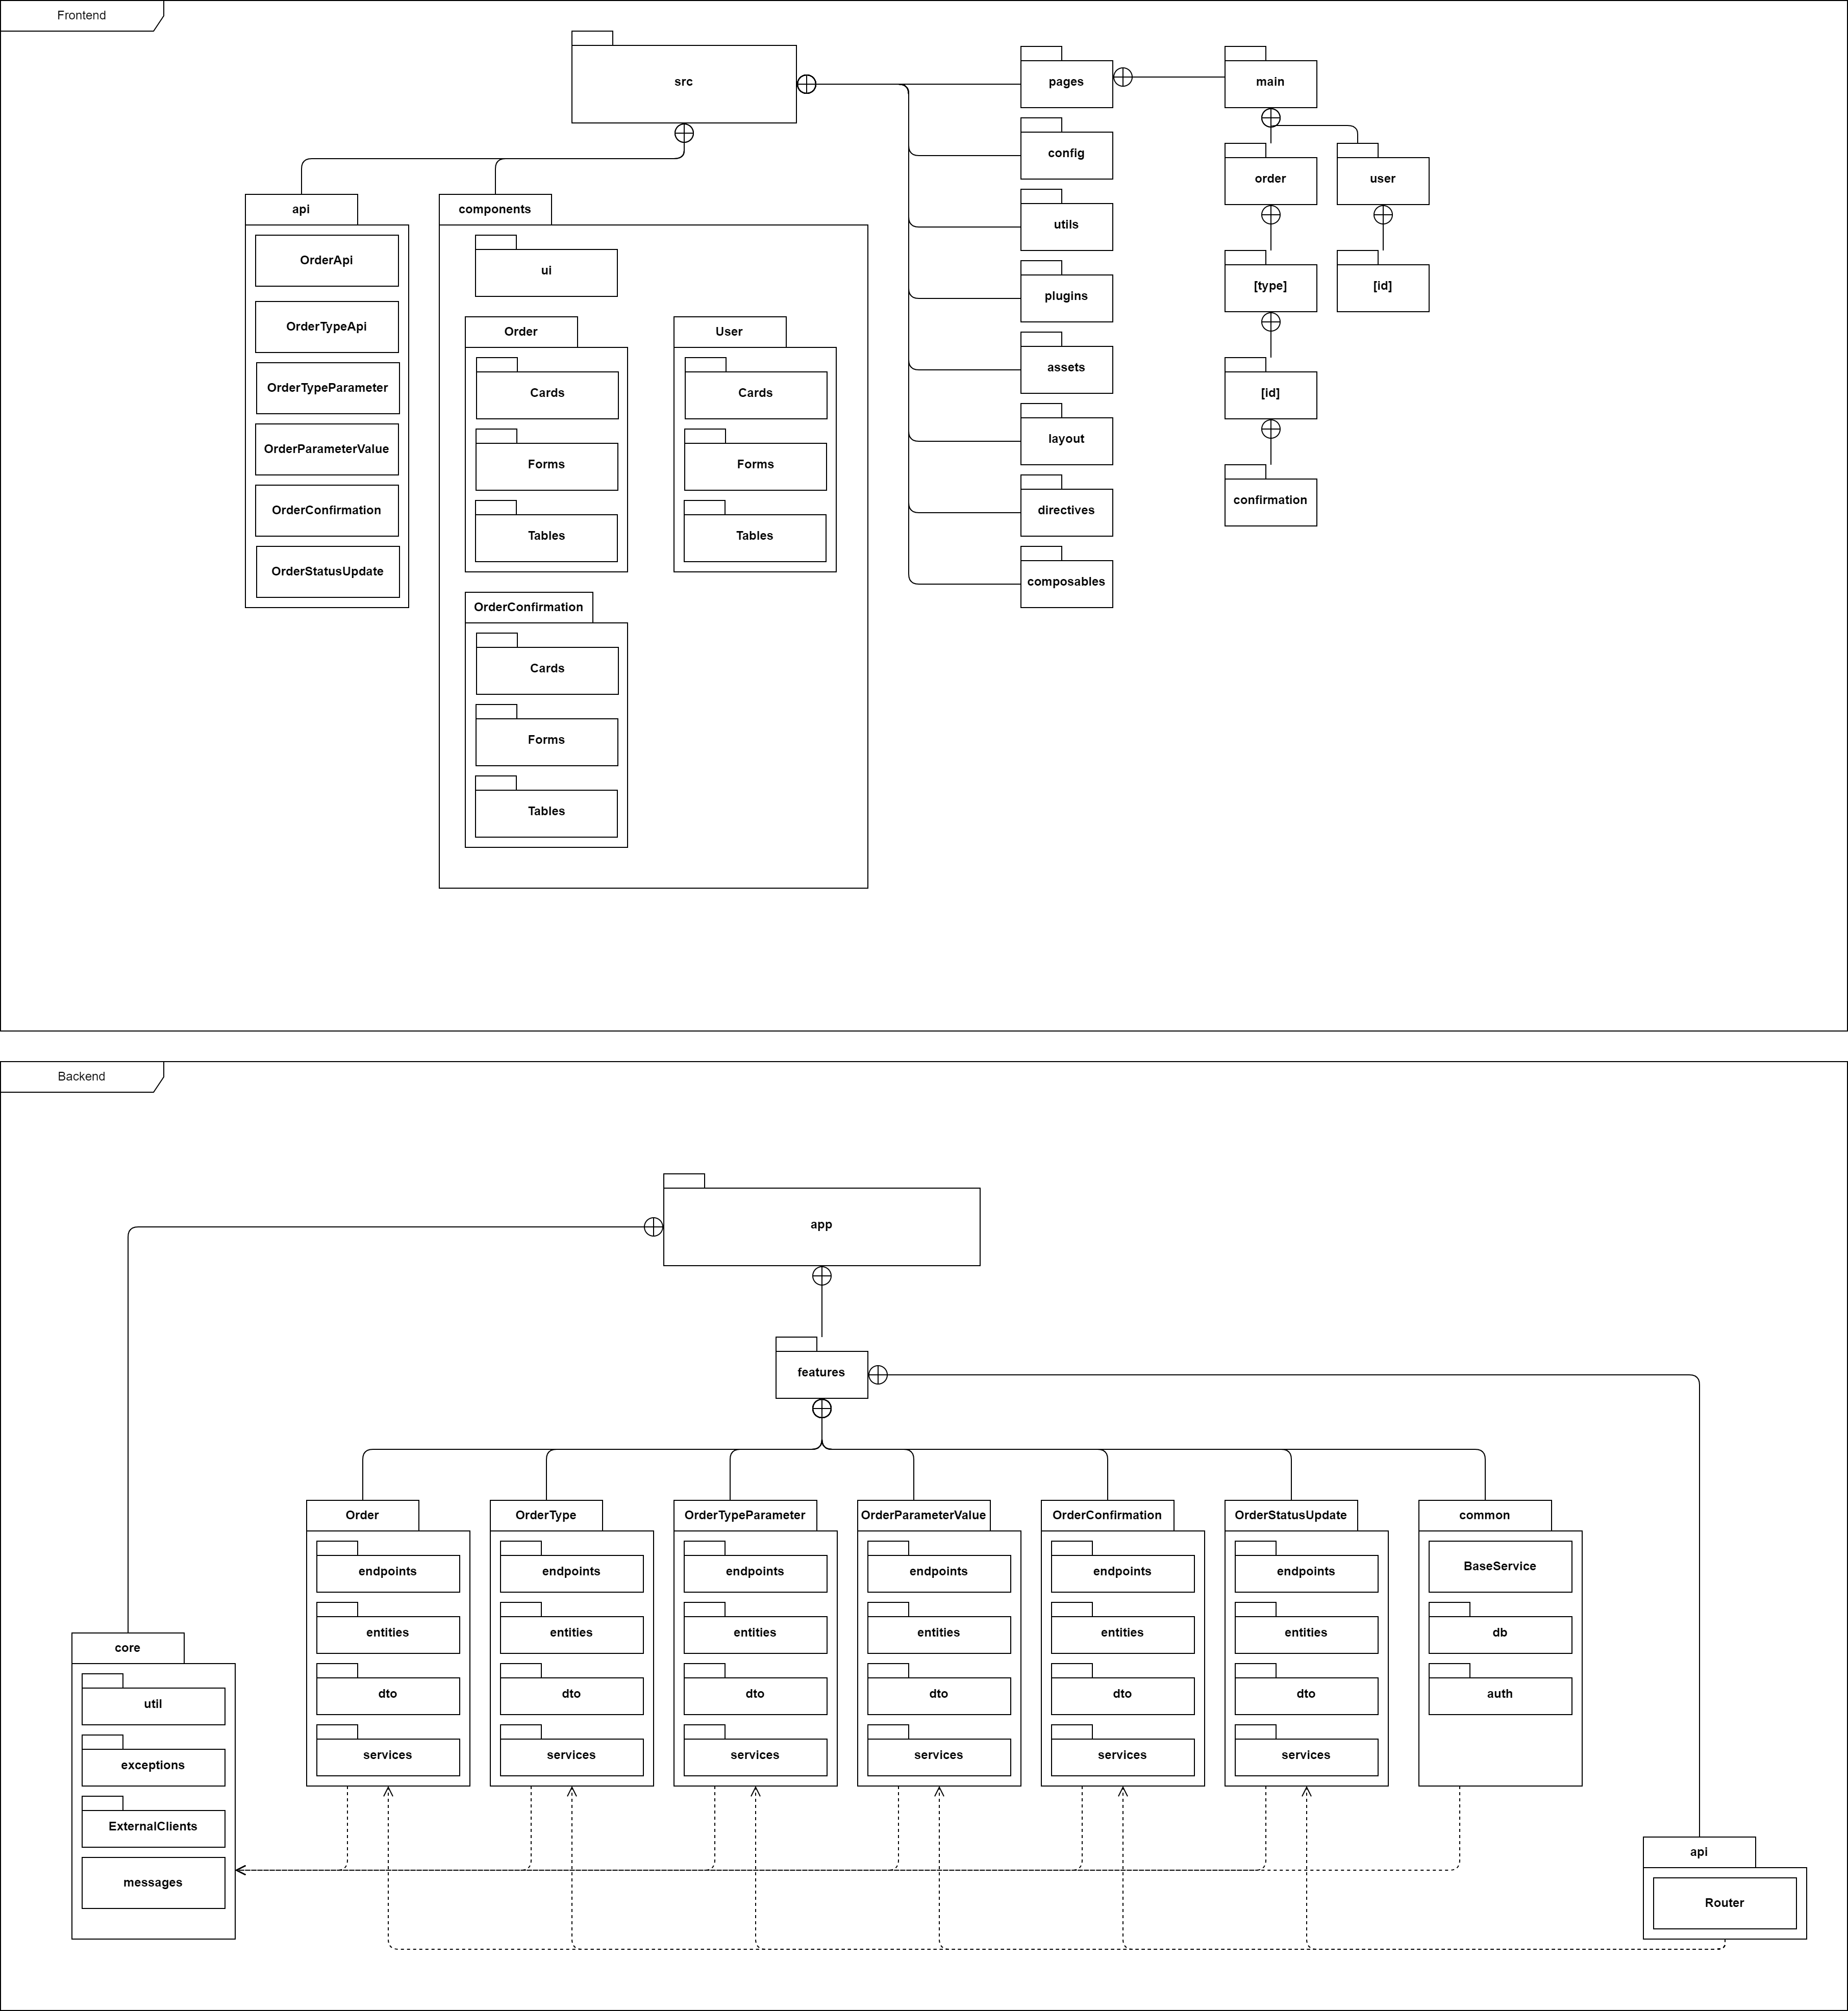 Frontend
src
pages
main
config
order
user
api
components
utils
OrderApi
ui
[type]
[id]
plugins
OrderTypeApi
Order
User
assets
OrderTypeParameter
Cards
Cards
[id]
layout
OrderParameterValue
Forms
Forms
confirmation
directives
OrderConfirmation
Tables
Tables
composables
OrderStatusUpdate
OrderConfirmation
Cards
Forms
Tables
Backend
app
features
Order
OrderType
OrderTypeParameter
OrderParameterValue
OrderConfirmation
OrderStatusUpdate
common
endpoints
endpoints
endpoints
endpoints
endpoints
endpoints
BaseService
entities
entities
entities
entities
entities
entities
db
core
dto
dto
dto
dto
dto
dto
auth
util
services
services
services
services
services
services
exceptions
ExternalClients
messages
api
Router